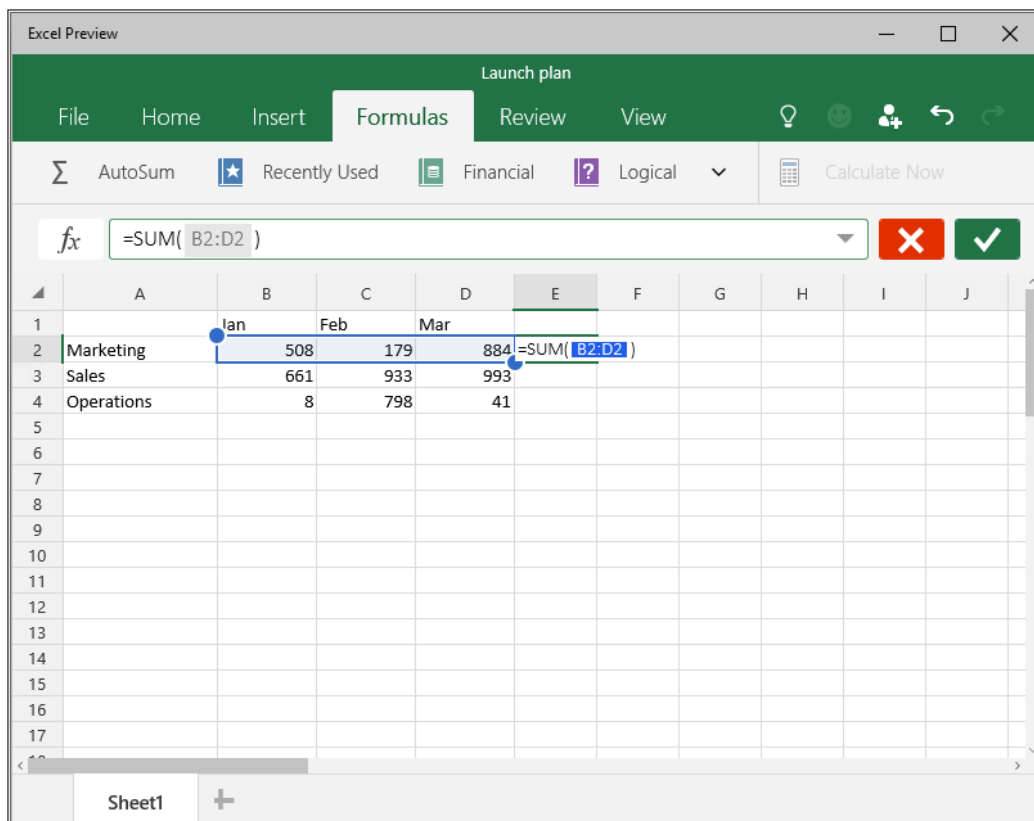 Excel Preview
Launch plan
File Home Insert Formulas Review View
Σ AutoSum Recently Used Financial ? Logical Calculate Now
fx =SUM( B2:D2 )
A B C D E F G H I J
1 Jan Feb Mar
2 Marketing 508 179 884 =SUM( B2:D2 )
3 Sales 661 933 993
4 Operations 8 798 41
5
6
7
8
9
10
11
12
13
14
15
16
17
Sheet1